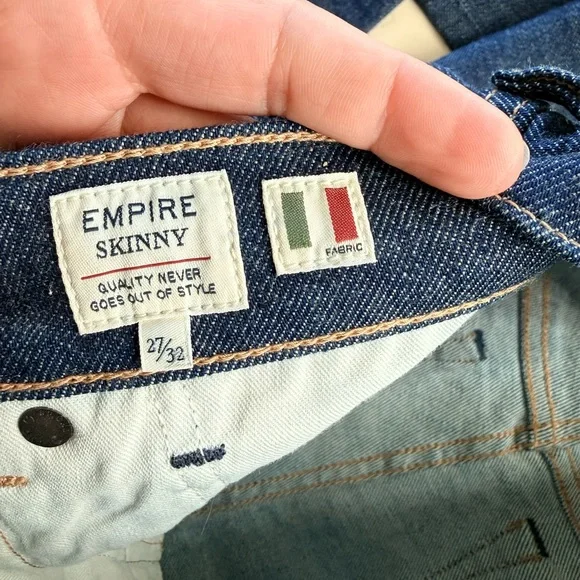 EMPIRE
SKINNY
QUALITY NEVER
GOES OUT OF STYLE
FABRIC
27/32